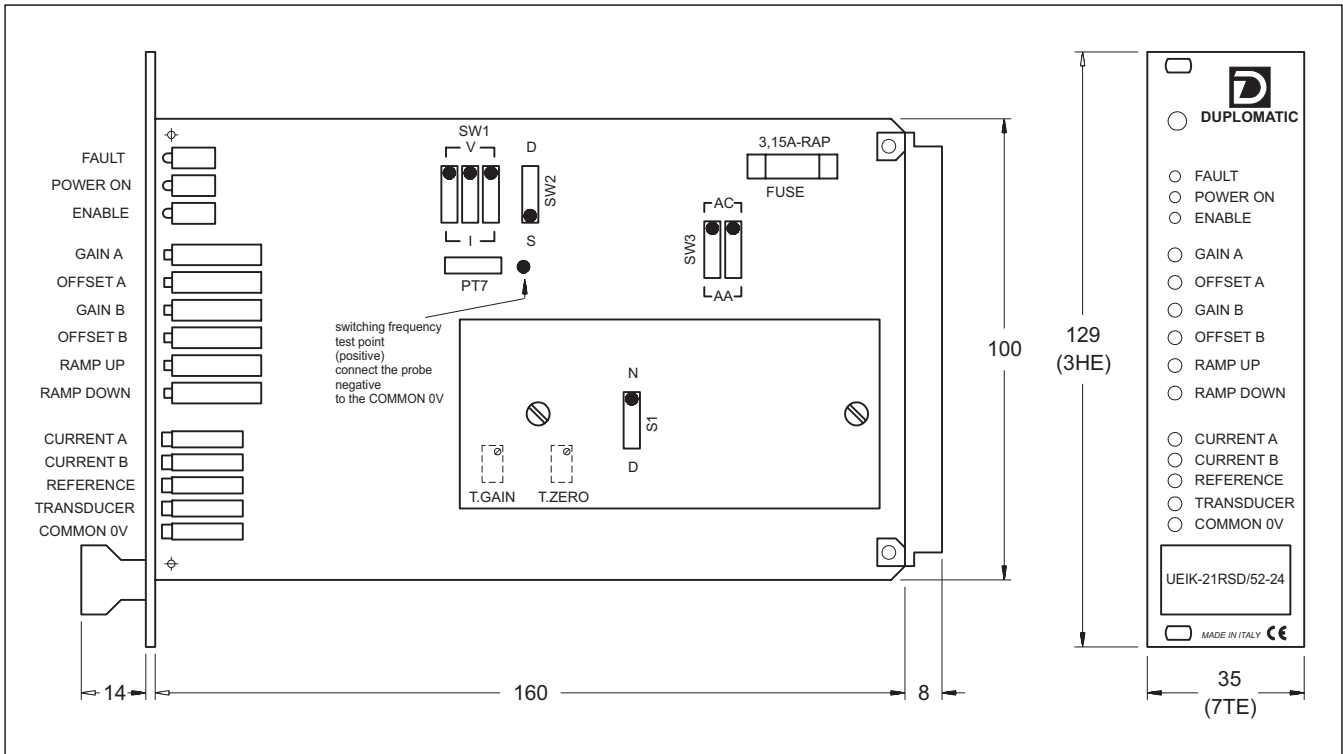 FAULT
POWER ON
ENABLE
GAIN A
OFFSET A
GAIN B
OFFSET B
RAMP UP
RAMP DOWN
CURRENT A
CURRENT B
REFERENCE
TRANSDUCER
COMMON 0V
SW1
V
I
D
SW2
S
PT7
switching frequency
test point
(positive)
connect the probe
negative
to the COMMON 0V
3,15A-RAP
FUSE
AC
SW3
AA
N
S1
D
T.GAIN
T.ZERO
14
160
8
100
129
(3HE)
D
DUPLOMATIC
FAULT
POWER ON
ENABLE
GAIN A
OFFSET A
GAIN B
OFFSET B
RAMP UP
RAMP DOWN
CURRENT A
CURRENT B
REFERENCE
TRANSDUCER
COMMON 0V
UEIK-21RSD/52-24
MADE IN ITALY CE
35
(7TE)